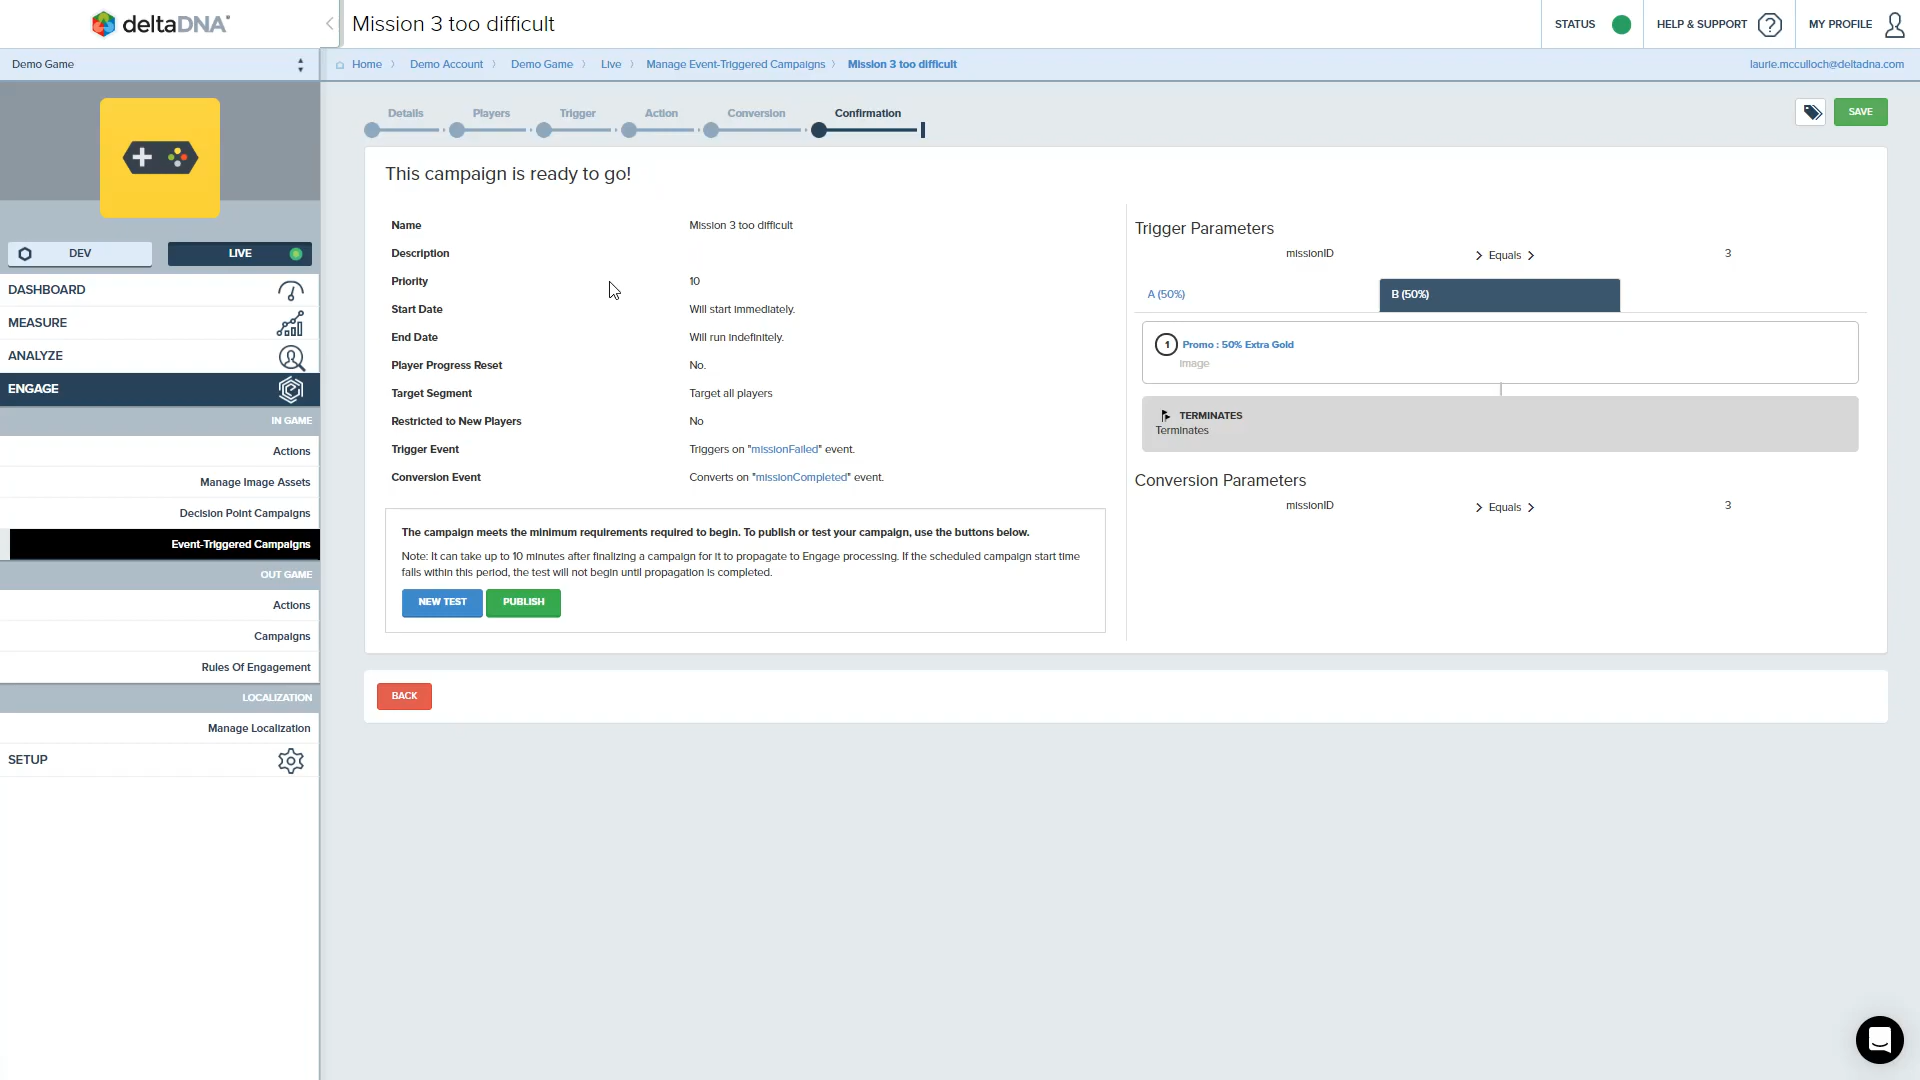 deltaDNA
Mission 3 too difficult
STATUS
HELP & SUPPORT
MY PROFILE
Demo Game
Home
Demo Account
Demo Game
Live
Manage Event-Triggered Campaigns
Mission 3 too difficult
laurie.mcculloch@deltadna.com
Details
Players
Trigger
Action
Conversion
Confirmation
SAVE
DEV
LIVE
DASHBOARD
MEASURE
ANALYZE
ENGAGE
IN GAME
Actions
Manage Image Assets
Decision Point Campaigns
Event-Triggered Campaigns
OUT GAME
Actions
Campaigns
Rules Of Engagement
LOCALIZATION
Manage Localization
SETUP
This campaign is ready to go!
Name Mission 3 too difficult
Description
Priority 10
Start Date Will start immediately.
End Date Will run indefinitely.
Player Progress Reset No.
Target Segment Target all players
Restricted to New Players No
Trigger Event Triggers on "missionFailed" event.
Conversion Event Converts on "missionCompleted" event.
The campaign meets the minimum requirements required to begin. To publish or test your campaign, use the buttons below.
Note: It can take up to 10 minutes after finalizing a campaign for it to propagate to Engage processing. If the scheduled campaign start time
falls within this period, the test will not begin until propagation is completed.
NEW TEST
PUBLISH
Trigger Parameters
missionID Equals 3
A (50%)
B (50%)
1 Promo : 50% Extra Gold
Image
TERMINATES
Terminates
Conversion Parameters
missionID Equals 3
BACK